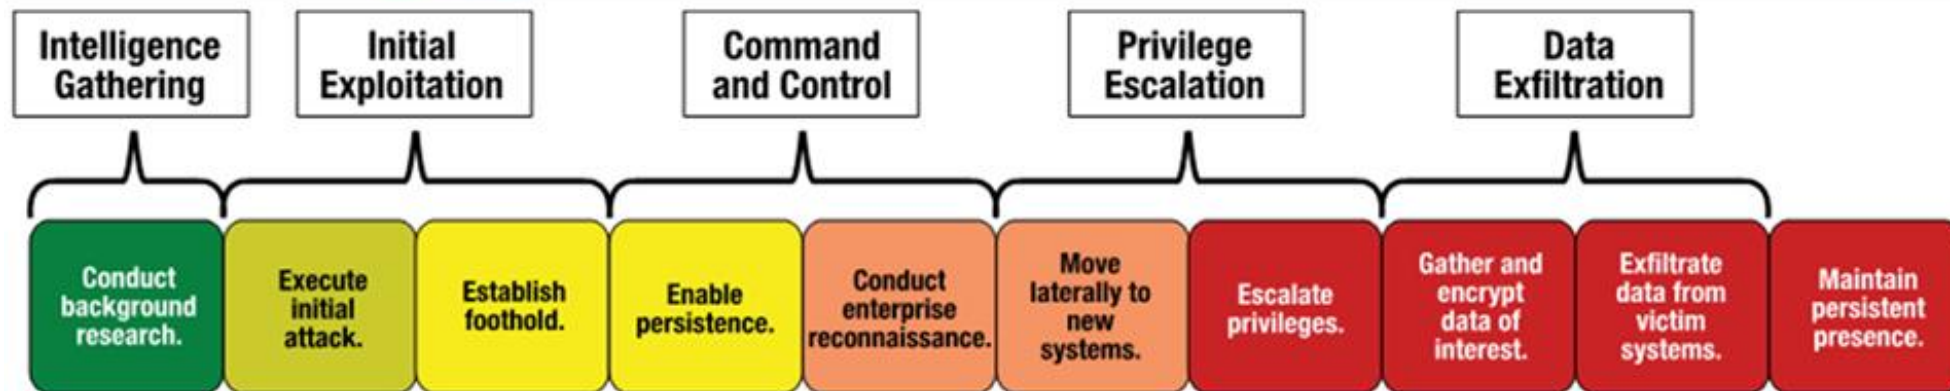 Intelligence
Gathering
Initial
Exploitation
Command
and Control
Privilege
Escalation
Data
Exfiltration
Conduct
background
research.
Execute
initial
attack.
Establish
foothold.
Enable
persistence.
Conduct
enterprise
reconnaissance.
Move
laterally to
new
systems.
Escalate
privileges.
Gather and
encrypt
data of
interest.
Exfiltrate
data from
victim
systems.
Maintain
persistent
presence.